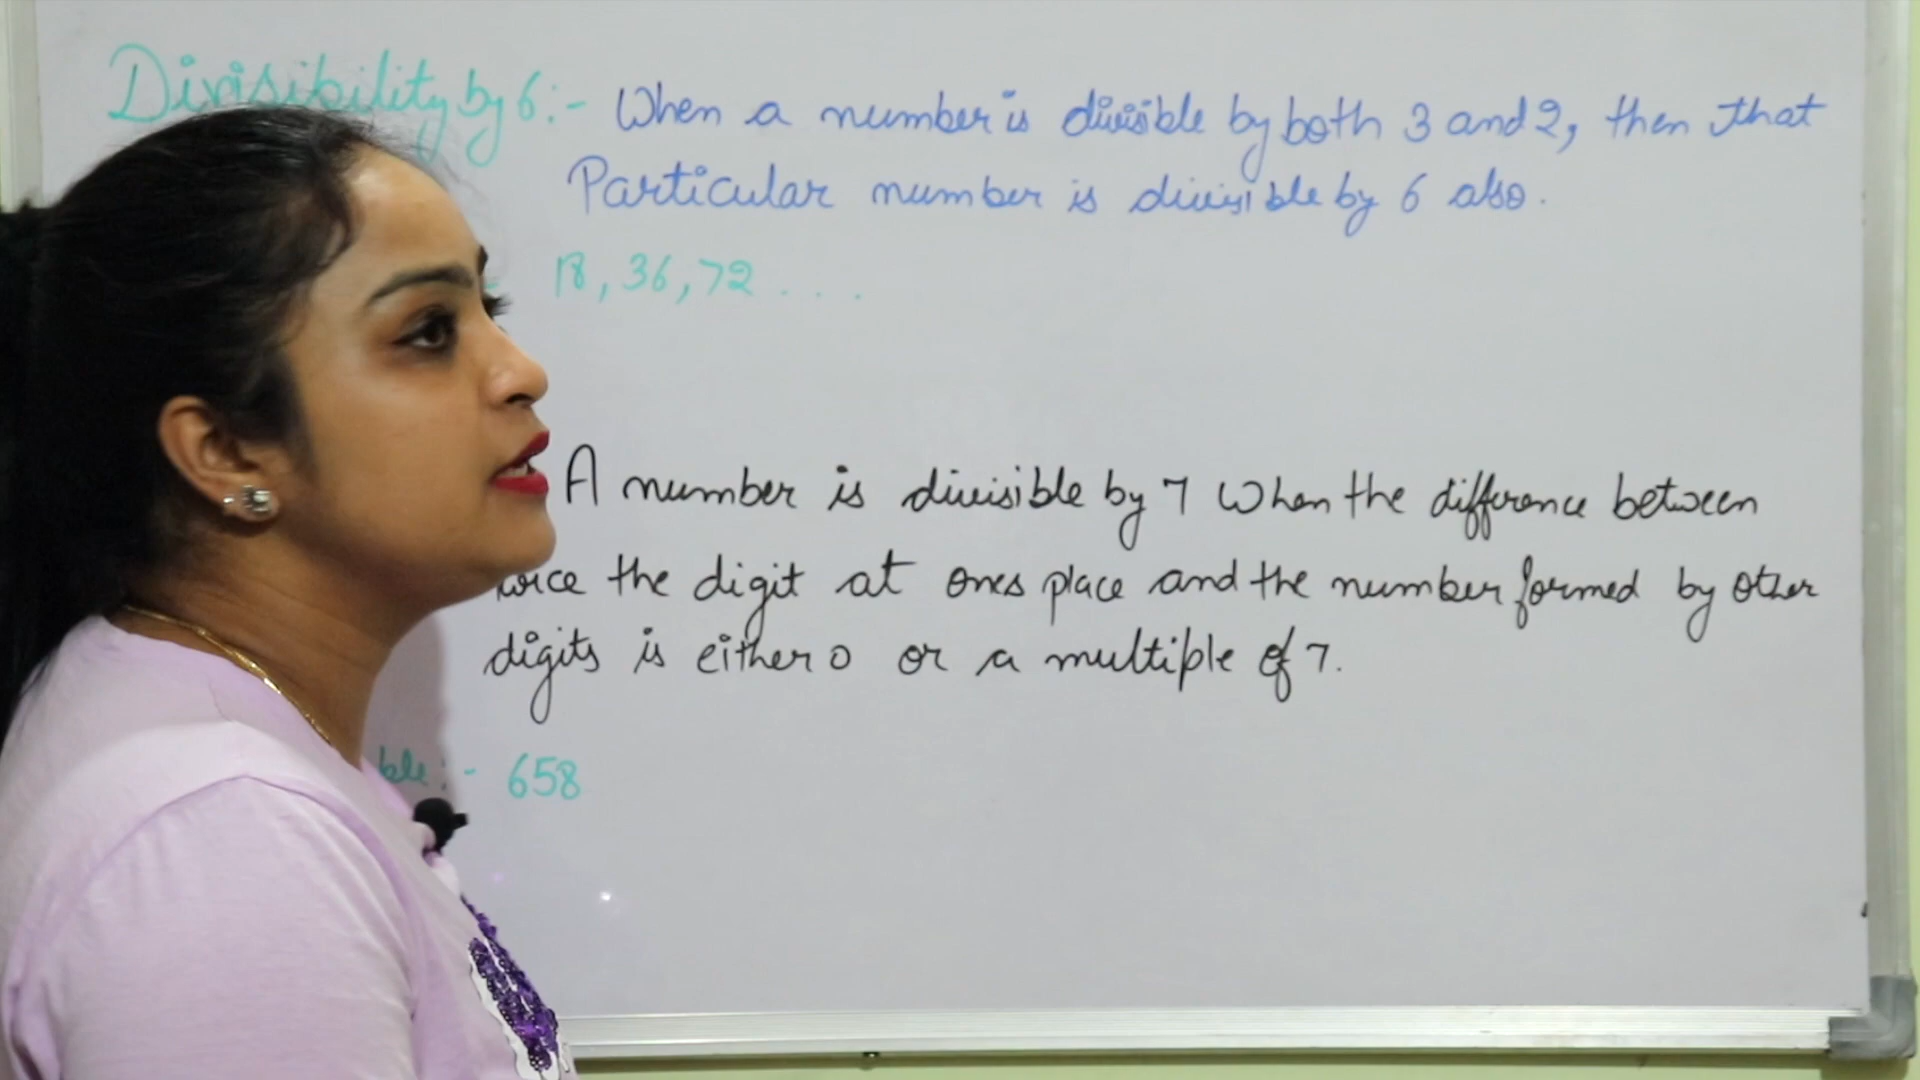 Divisibility by 6:- When a number is divisible by both 3 and 2, then that
Particular number is divisible by 6 also.
- 18, 36, 72 . . .
A number is divisible by 7 When the difference between
twice the digit at ones place and the number formed by other
digits is either 0 or a multiple of 7.
ble:- 658